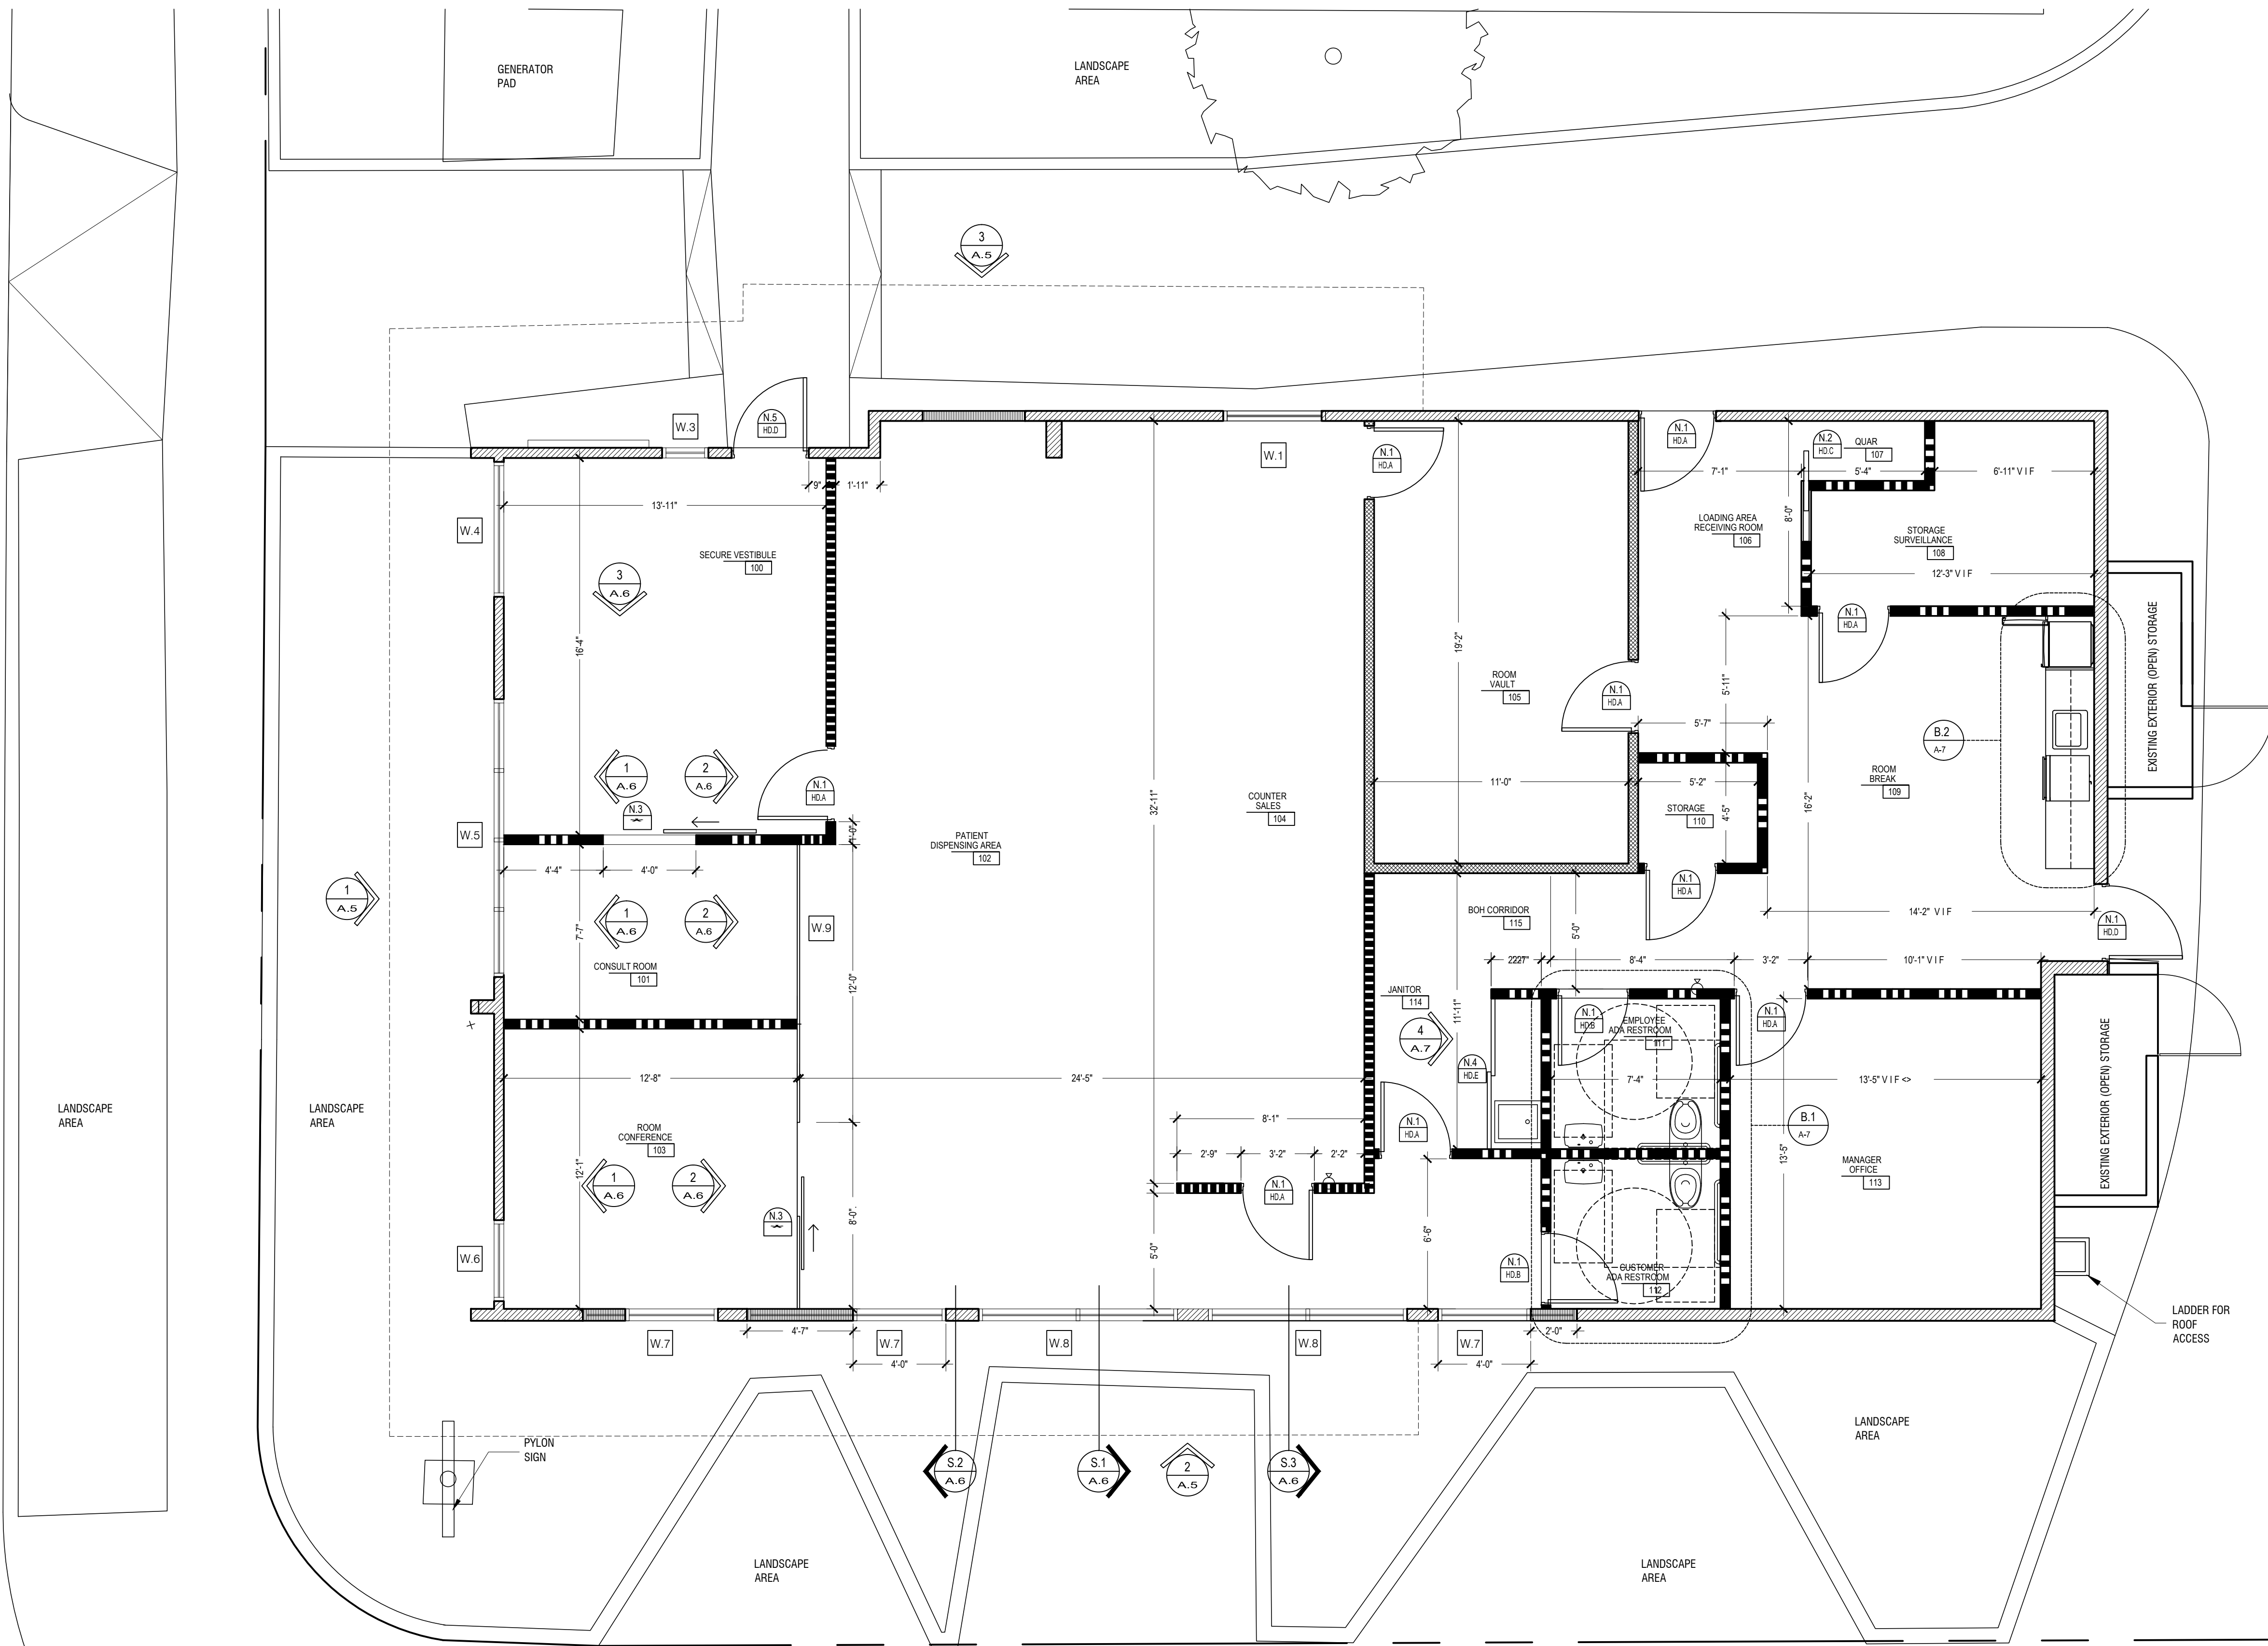 GENERATOR
PAD
LANDSCAPE
AREA
3
A.5
W.3
N.5
HD.D
W.1
N.1
HD.A
N.1
HD.A
N.2
HD.C
QUAR
107
9"
1'-11"
7'-1"
5'-4"
6'-11" V I F
13'-11"
W.4
SECURE VESTIBULE
100
3
A.6
8'-0"
LOADING AREA
RECEIVING ROOM
106
STORAGE
SURVEILLANCE
108
12'-3" V I F
N.1
HD.A
16'-4"
19'-2"
ROOM
VAULT
105
N.1
HD.A
5'-11"
5'-7"
EXISTING EXTERIOR (OPEN) STORAGE
B.2
A-7
1
A.6
2
A.6
N.1
HD.A
N.3
11'-0"
5'-2"
ROOM
BREAK
109
32'-11"
COUNTER
SALES
104
STORAGE
110
4'-5"
16'-2"
W.5
1'-0"
PATIENT
DISPENSING AREA
102
4'-4"
4'-0"
N.1
HD.A
1
A.5
1
A.6
2
A.6
W.9
BOH CORRIDOR
115
5'-0"
14'-2" V I F
N.1
HD.D
7'-7"
CONSULT ROOM
101
12'-0"
8'-4"
3'-2"
10'-1" V I F
JANITOR
114
11'-11"
4
A.7
N.1
HD.B
EMPLOYEE
ADA RESTROOM
111
N.1
HD.A
EXISTING EXTERIOR (OPEN) STORAGE
N.4
HD.E
12'-8"
24'-5"
7'-4"
13'-5" V I F <>
LANDSCAPE
AREA
LANDSCAPE
AREA
ROOM
CONFERENCE
103
12'-1"
8'-1"
N.1
HD.A
B.1
A-7
2'-9"
3'-2"
2'-2"
13'-5"
MANAGER
OFFICE
113
1
A.6
2
A.6
N.1
HD.A
N.3
8'-0"
5'-0"
6'-6"
W.6
N.1
HD.B
CUSTOMER
ADA RESTROOM
112
LADDER FOR
ROOF
ACCESS
4'-7"
2'-0"
W.7
W.7
W.8
W.8
W.7
4'-0"
4'-0"
PYLON
SIGN
LANDSCAPE
AREA
S.2
A.6
S.1
A.6
2
A.5
S.3
A.6
LANDSCAPE
AREA
LANDSCAPE
AREA